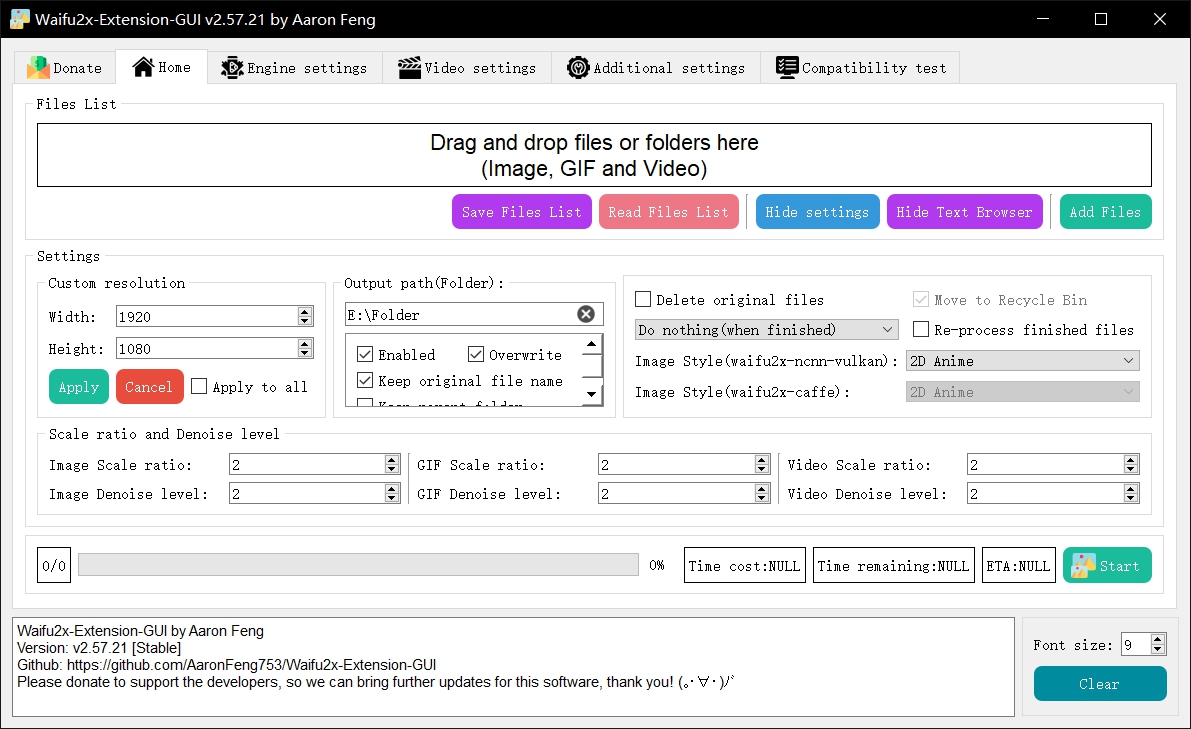 Waifu2x-Extension-GUI v2.57.21 by Aaron Feng
Donate Home Engine settings Video settings Additional settings Compatibility test
Files List
Drag and drop files or folders here
(Image, GIF and Video)
Save Files List Read Files List Hide settings Hide Text Browser Add Files
Settings
Custom resolution
Width: 1920
Height: 1080
Apply Cancel Apply to all
Output path(Folder):
E:\Folder
Enabled Overwrite
Keep original file name
Keep parent folder
Delete original files Move to Recycle Bin
Do nothing(when finished) Re-process finished files
Image Style(waifu2x-ncnn-vulkan): 2D Anime
Image Style(waifu2x-caffe): 2D Anime
Scale ratio and Denoise level
Image Scale ratio: 2 GIF Scale ratio: 2 Video Scale ratio: 2
Image Denoise level: 2 GIF Denoise level: 2 Video Denoise level: 2
0/0 0% Time cost:NULL Time remaining:NULL ETA:NULL Start
Waifu2x-Extension-GUI by Aaron Feng
Version: v2.57.21 [Stable]
Github: https://github.com/AaronFeng753/Waifu2x-Extension-GUI
Please donate to support the developers, so we can bring further updates for this software, thank you! (｡･∀･)ﾉﾞ
Font size: 9
Clear